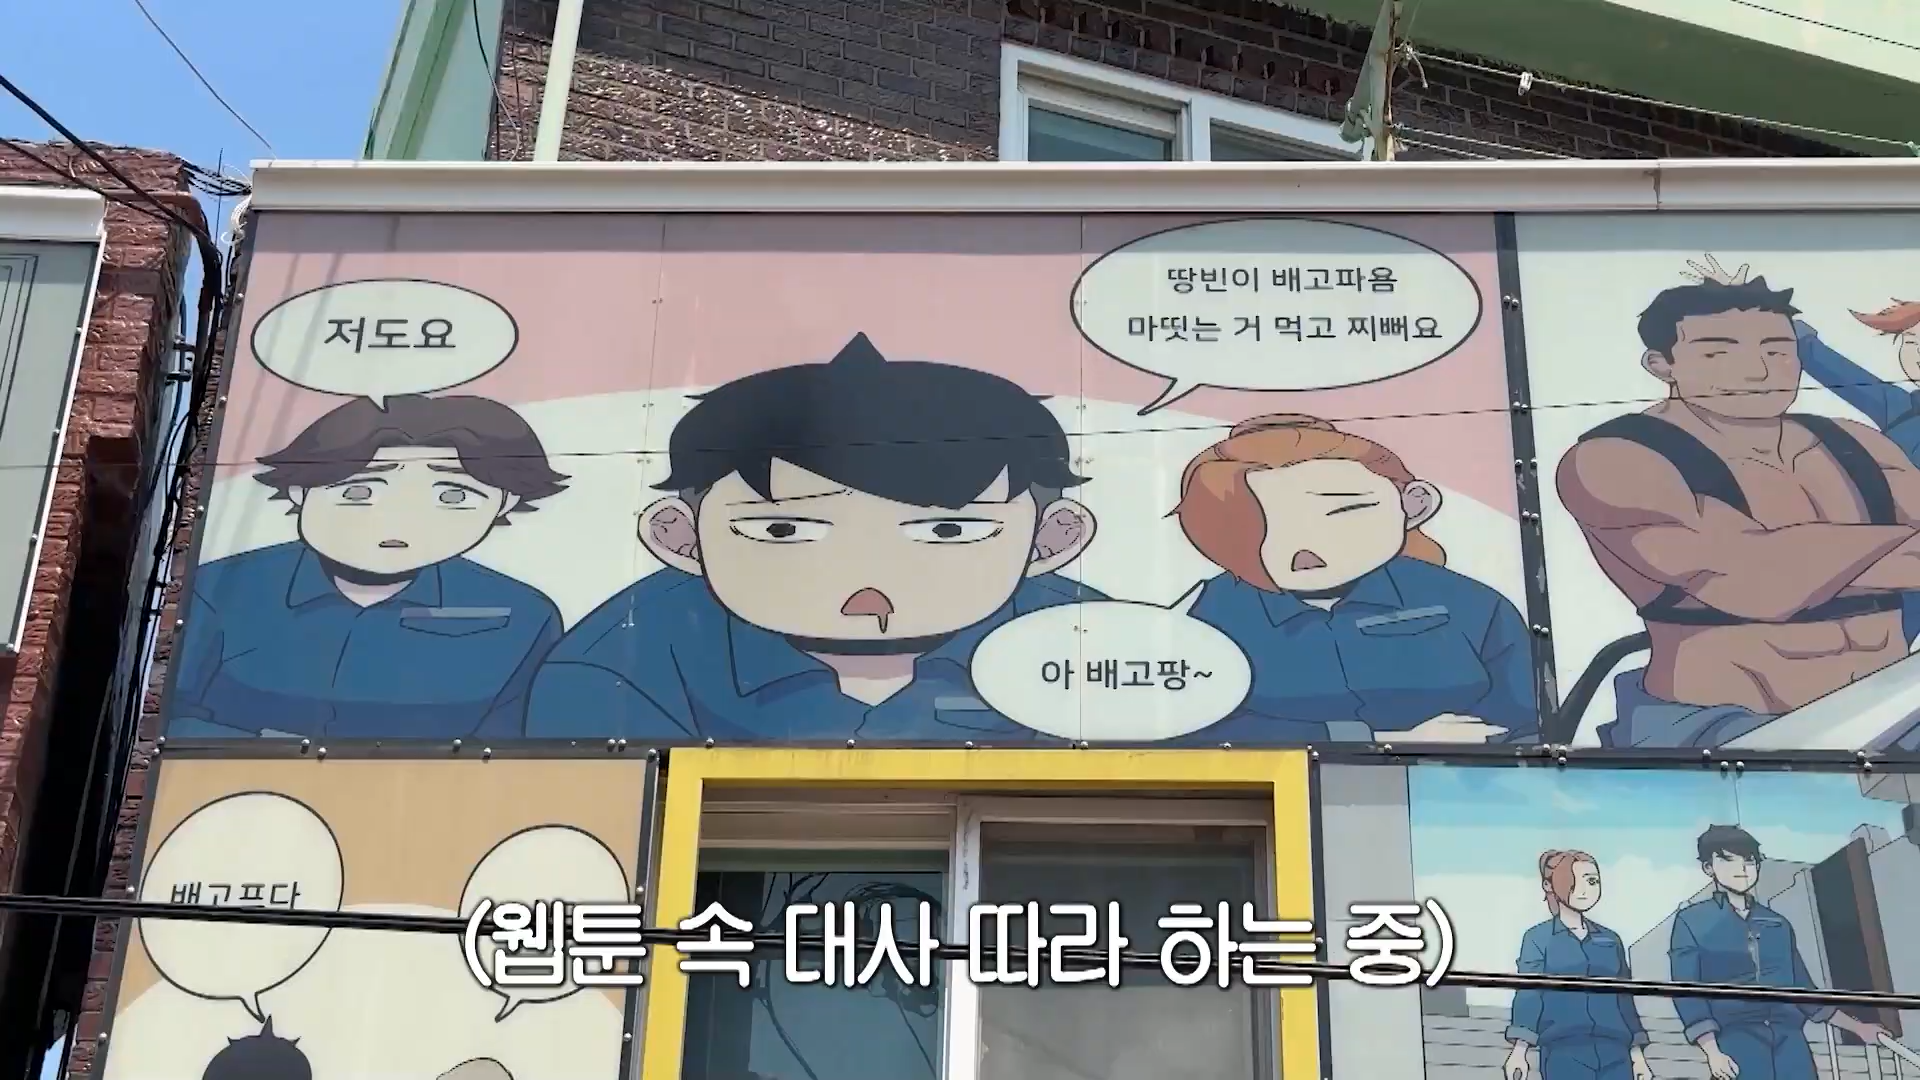 저도요
땅빈이 배고파욤
마띳는 거 먹고 찌뻐요
아 배고팡~
배고프다
(웹툰 속 대사 따라 하는 중)